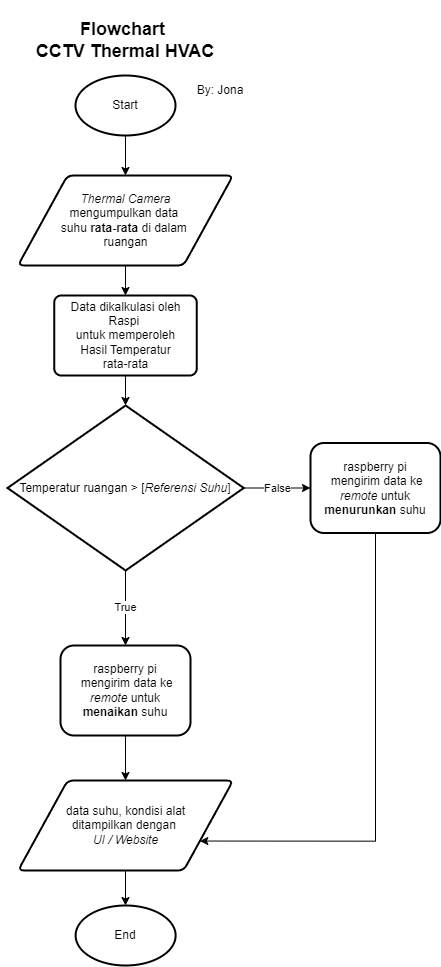 Flowchart
CCTV Thermal HVAC
By: Jona
Start
Thermal Camera
mengumpulkan data
suhu rata-rata di dalam
ruangan
Data dikalkulasi oleh
Raspi
untuk memperoleh
Hasil Temperatur
rata-rata
Temperatur ruangan > [Referensi Suhu]
False
raspberry pi
mengirim data ke
remote untuk
menurunkan suhu
True
raspberry pi
mengirim data ke
remote untuk
menaikan suhu
data suhu, kondisi alat
ditampilkan dengan
UI / Website
End